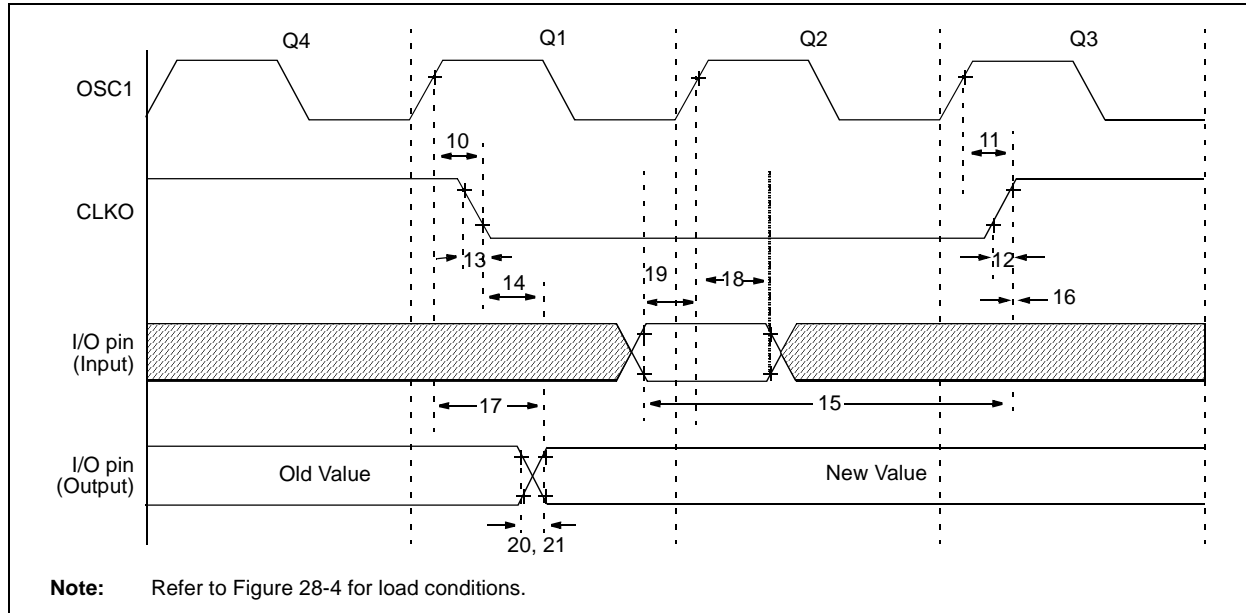 Q4 Q1 Q2 Q3
OSC1
10 11
CLKO
13 12
14 19 18 16
I/O pin
(Input)
17 15
I/O pin
(Output)
Old Value New Value
20, 21
Note: Refer to Figure 28-4 for load conditions.